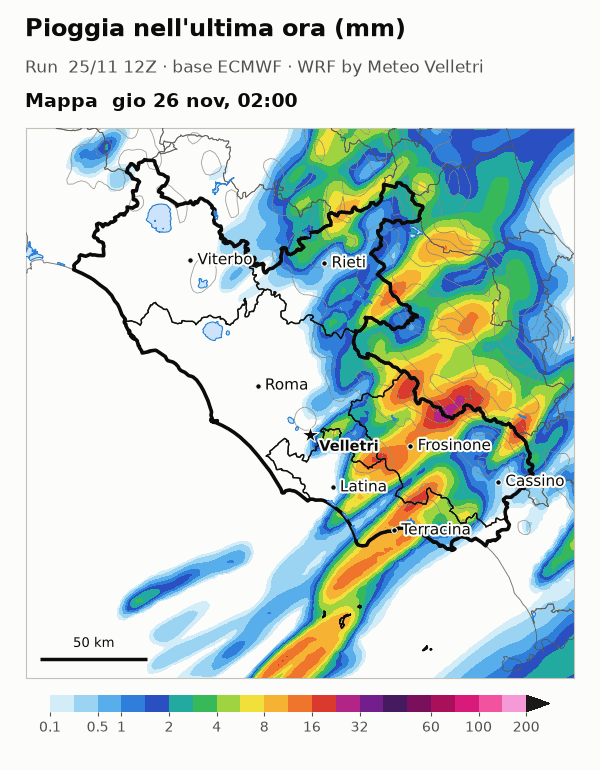 Pioggia nell'ultima ora (mm)
Run  25/11 12Z · base ECMWF · WRF by Meteo Velletri
Mappa  gio 26 nov, 02:00
Viterbo
Rieti
Roma
Velletri
Frosinone
Latina
Cassino
Terracina
50 km
0.1 0.5 1 2 4 8 16 32 60 100 200